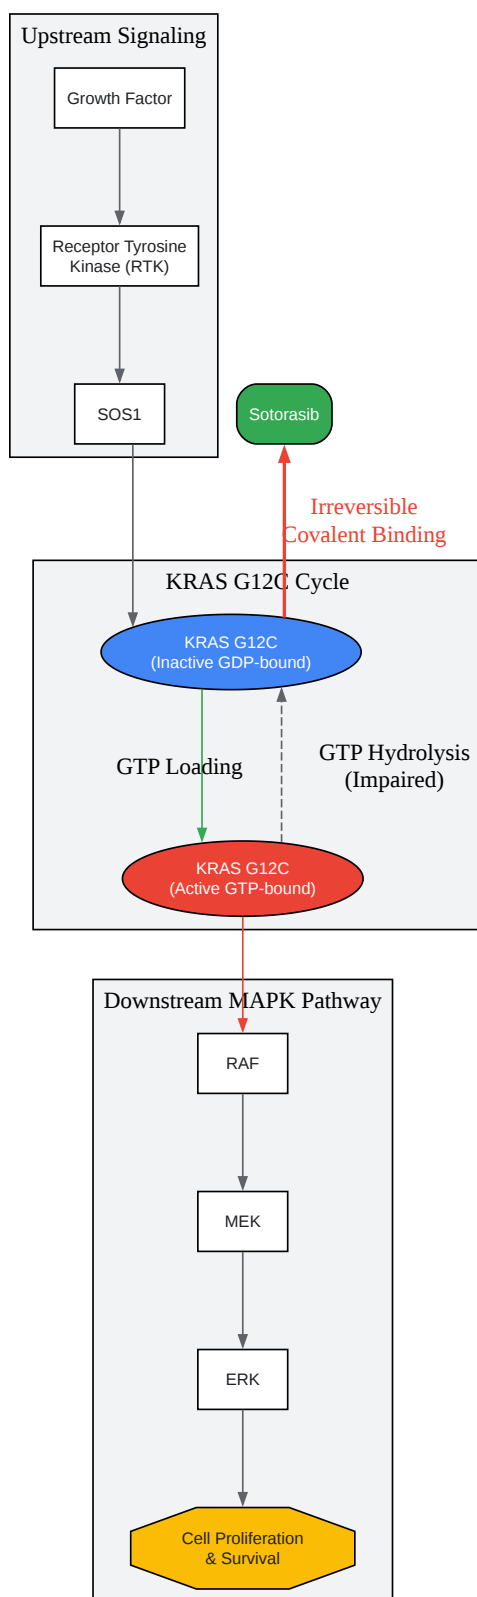 Upstream Signaling
Growth Factor
Receptor Tyrosine
Kinase (RTK)
SOS1
Sotorasib
Irreversible
Covalent Binding
KRAS G12C Cycle
KRAS G12C
(Inactive GDP-bound)
GTP Loading
GTP Hydrolysis
(Impaired)
KRAS G12C
(Active GTP-bound)
Downstream MAPK Pathway
RAF
MEK
ERK
Cell Proliferation
& Survival